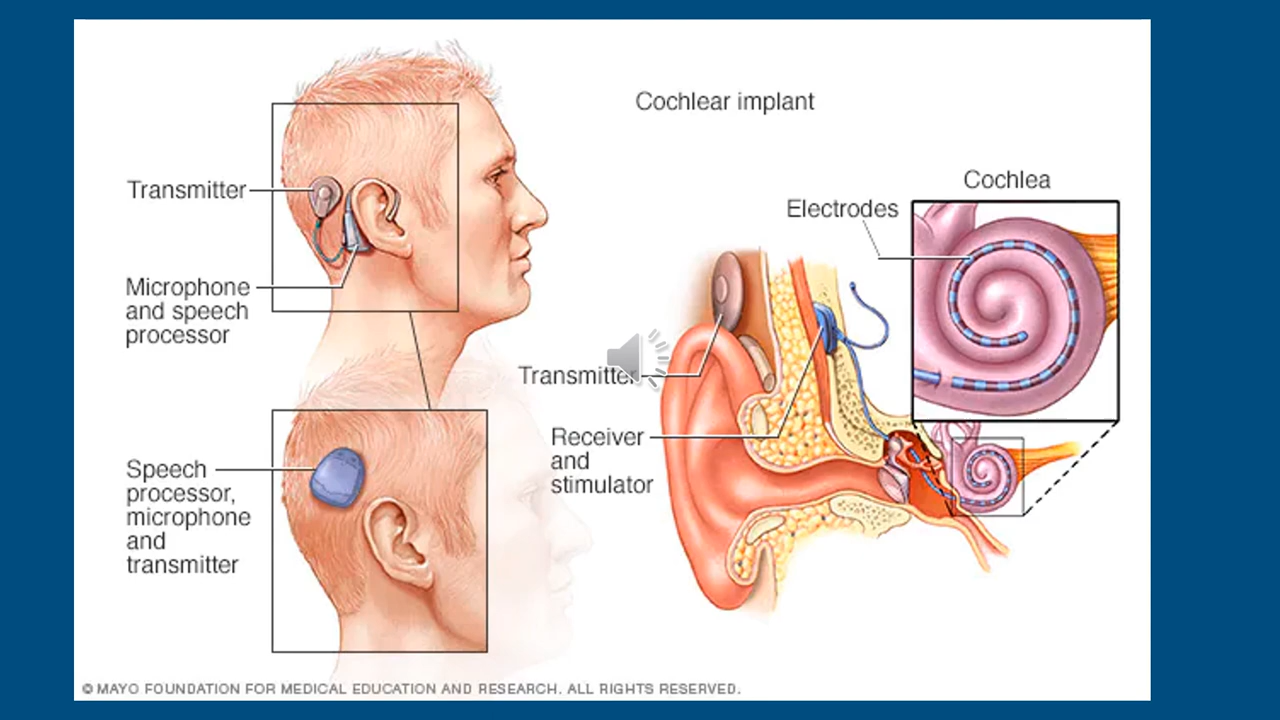 Cochlear implant
Transmitter
Microphone
and speech
processor
Speech
processor,
microphone
and
transmitter
Cochlea
Electrodes
Transmitter
Receiver
and
stimulator
© MAYO FOUNDATION FOR MEDICAL EDUCATION AND RESEARCH. ALL RIGHTS RESERVED.